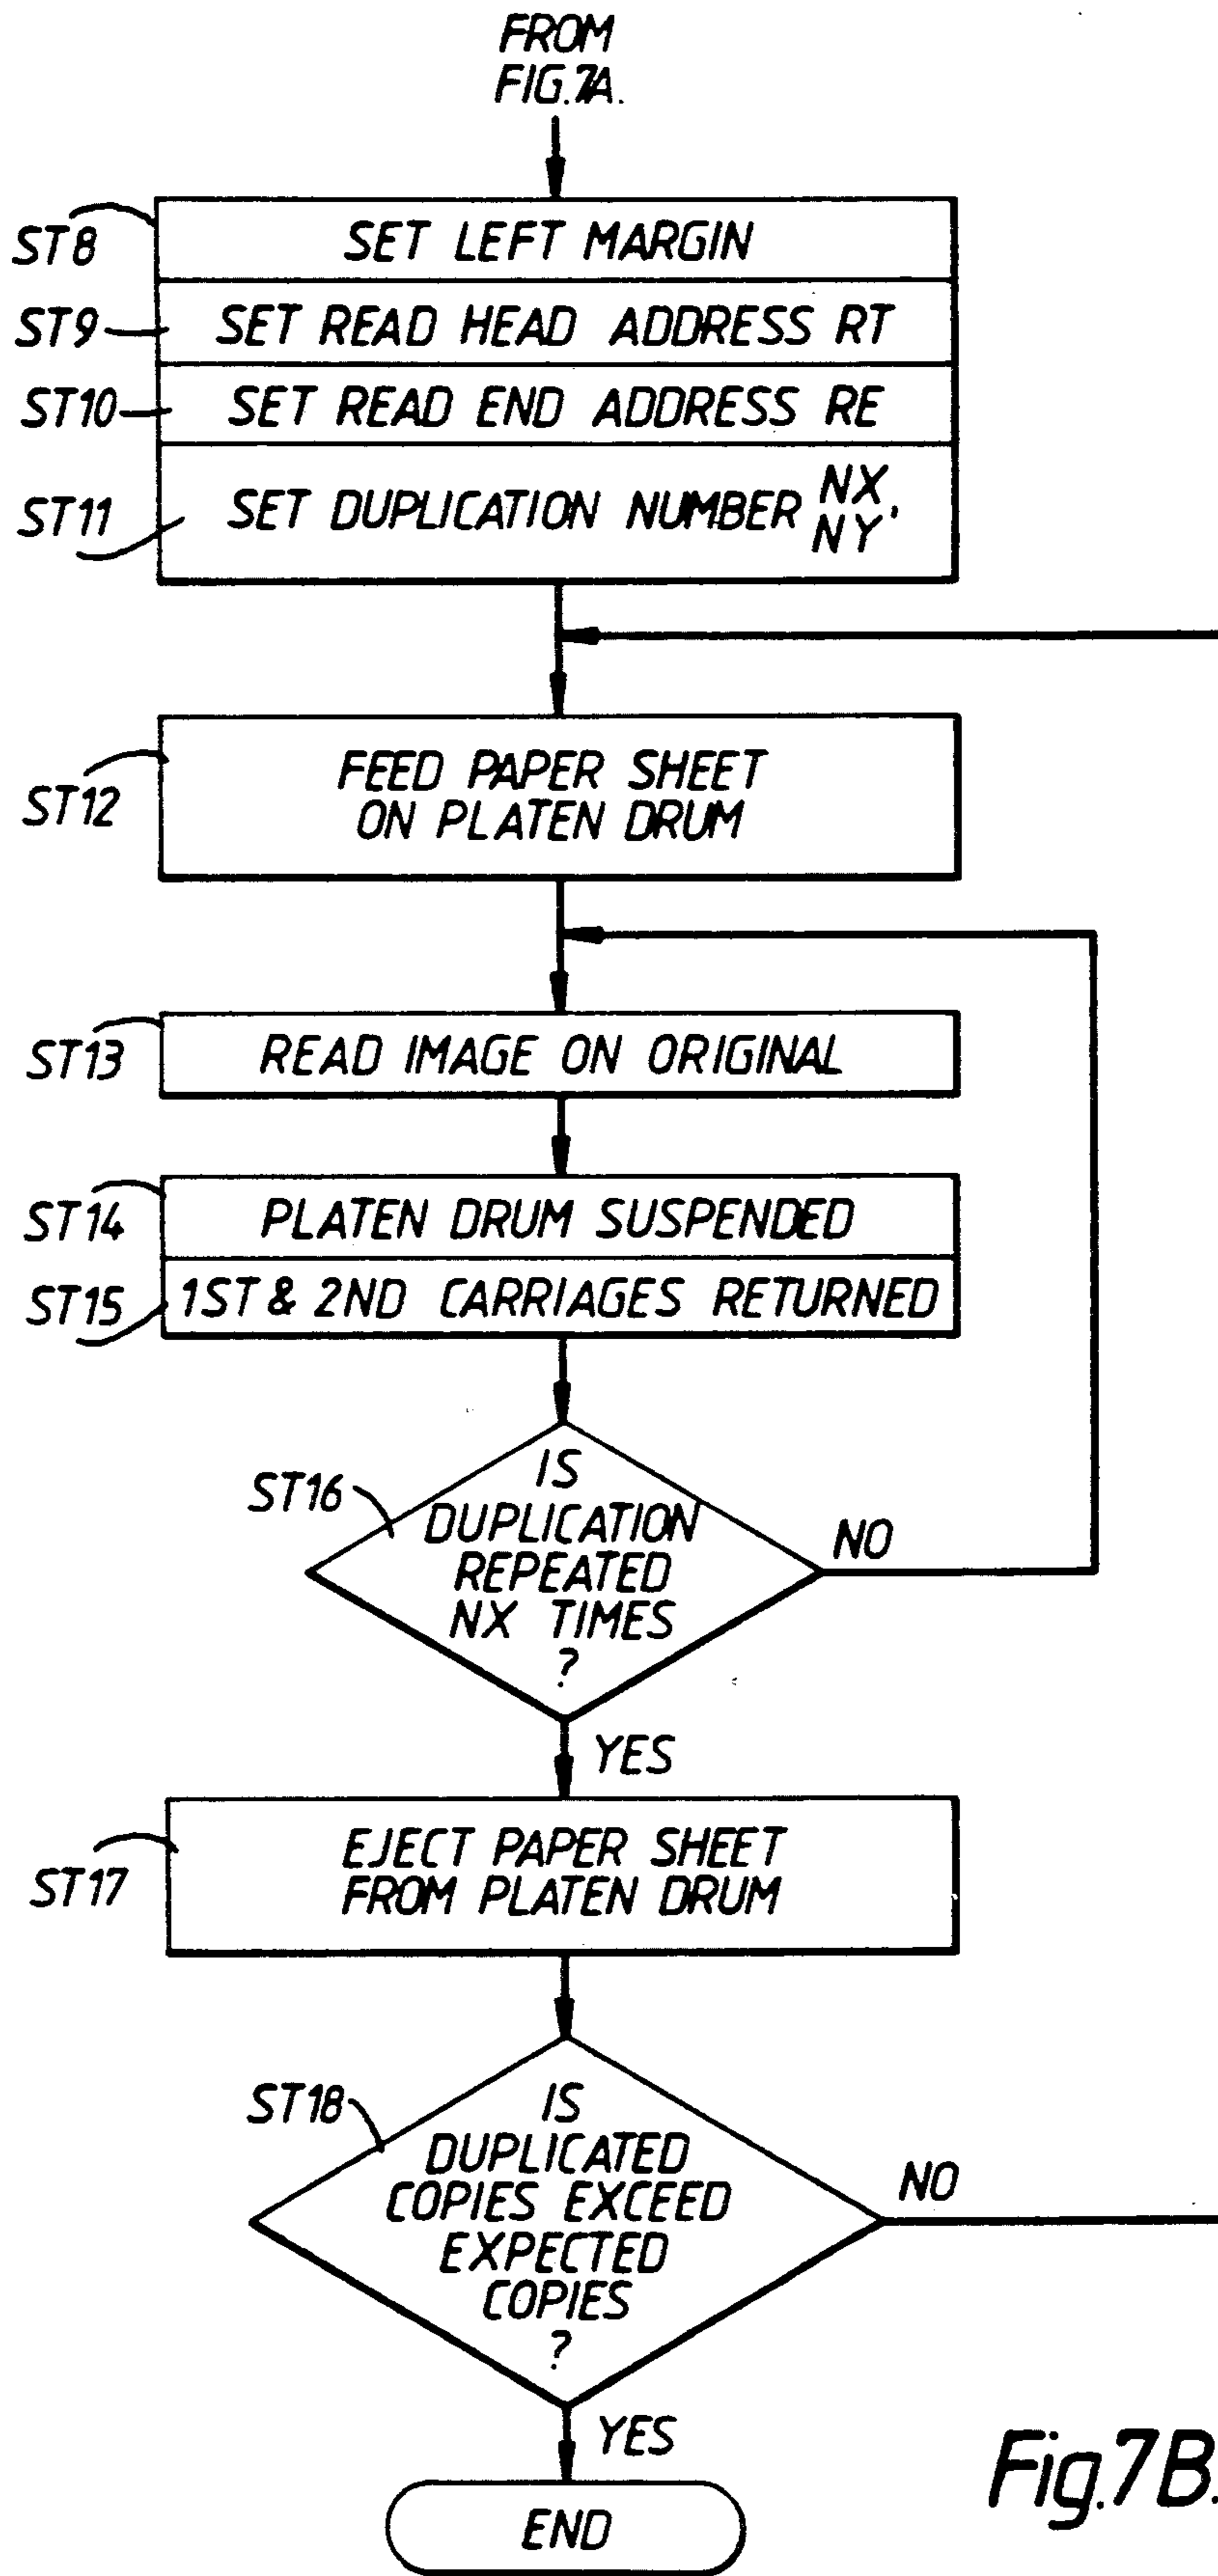 FROM
FIG.7A.
ST8
SET LEFT MARGIN
ST9
SET READ HEAD ADDRESS RT
ST10
SET READ END ADDRESS RE
ST11
SET DUPLICATION NUMBER NX,
NY
ST12
FEED PAPER SHEET
ON PLATEN DRUM
ST13
READ IMAGE ON ORIGINAL
ST14
PLATEN DRUM SUSPENDED
ST15
1ST & 2ND CARRIAGES RETURNED
ST16
IS
DUPLICATION
REPEATED
NX TIMES
?
NO
YES
ST17
EJECT PAPER SHEET
FROM PLATEN DRUM
ST18
IS
DUPLICATED
COPIES EXCEED
EXPECTED
COPIES
?
NO
YES
END
Fig.7B.